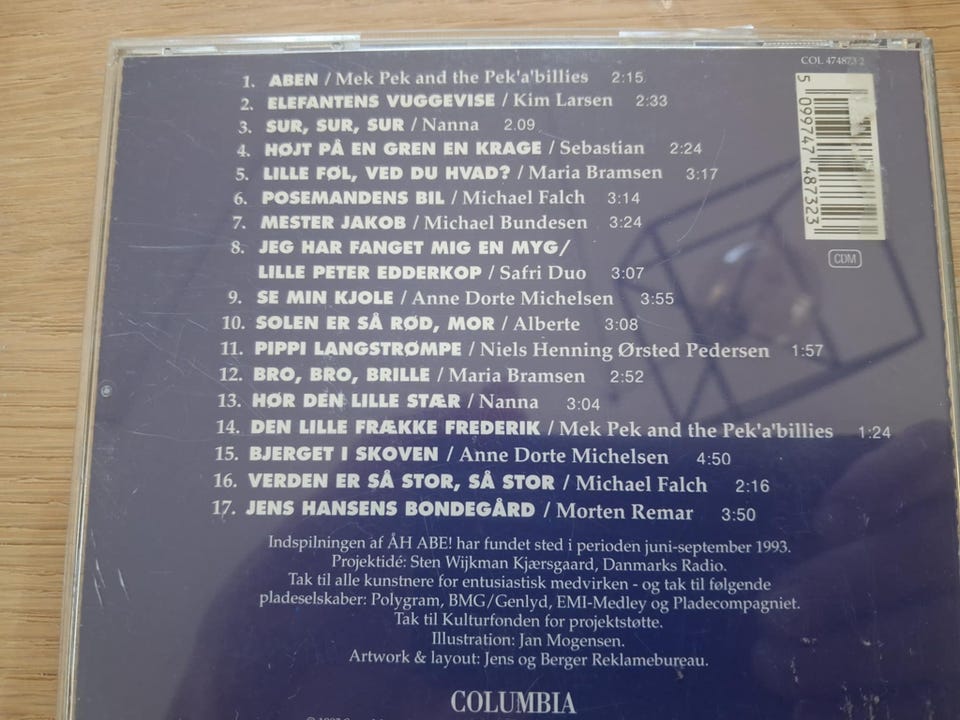 COL 474873 2
1. ABEN / Mek Pek and the Pek'a'billies 2:15
2. ELEFANTENS VUGGEVISE / Kim Larsen 2:33
3. SUR, SUR, SUR / Nanna 2.09
4. HØJT PÅ EN GREN EN KRAGE / Sebastian 2:24
5. LILLE FØL, VED DU HVAD? / Maria Bramsen 3:17
6. POSEMANDENS BIL / Michael Falch 3:14
7. MESTER JAKOB / Michael Bundesen 3:24
8. JEG HAR FANGET MIG EN MYG/
LILLE PETER EDDERKOP / Safri Duo 3:07
9. SE MIN KJOLE / Anne Dorte Michelsen 3:55
10. SOLEN ER SÅ RØD, MOR / Alberte 3:08
11. PIPPI LANGSTRØMPE / Niels Henning Ørsted Pedersen 1:57
12. BRO, BRO, BRILLE / Maria Bramsen 2:52
13. HØR DEN LILLE STÆR / Nanna 3:04
14. DEN LILLE FRÆKKE FREDERIK / Mek Pek and the Pek'a'billies 1:24
15. BJERGET I SKOVEN / Anne Dorte Michelsen 4:50
16. VERDEN ER SÅ STOR, SÅ STOR / Michael Falch 2:16
17. JENS HANSENS BONDEGÅRD / Morten Remar 3:50
5 099747 487323
CDM
Indspilningen af ÅH ABE! har fundet sted i perioden juni-september 1993.
Projektidé: Sten Wijkman Kjærsgaard, Danmarks Radio.
Tak til alle kunstnere for entusiastisk medvirken - og tak til følgende
pladeselskaber: Polygram, BMG/Genlyd, EMI-Medley og Pladecompagniet.
Tak til Kulturfonden for projektstøtte.
Illustration: Jan Mogensen.
Artwork & layout: Jens og Berger Reklamebureau.
COLUMBIA